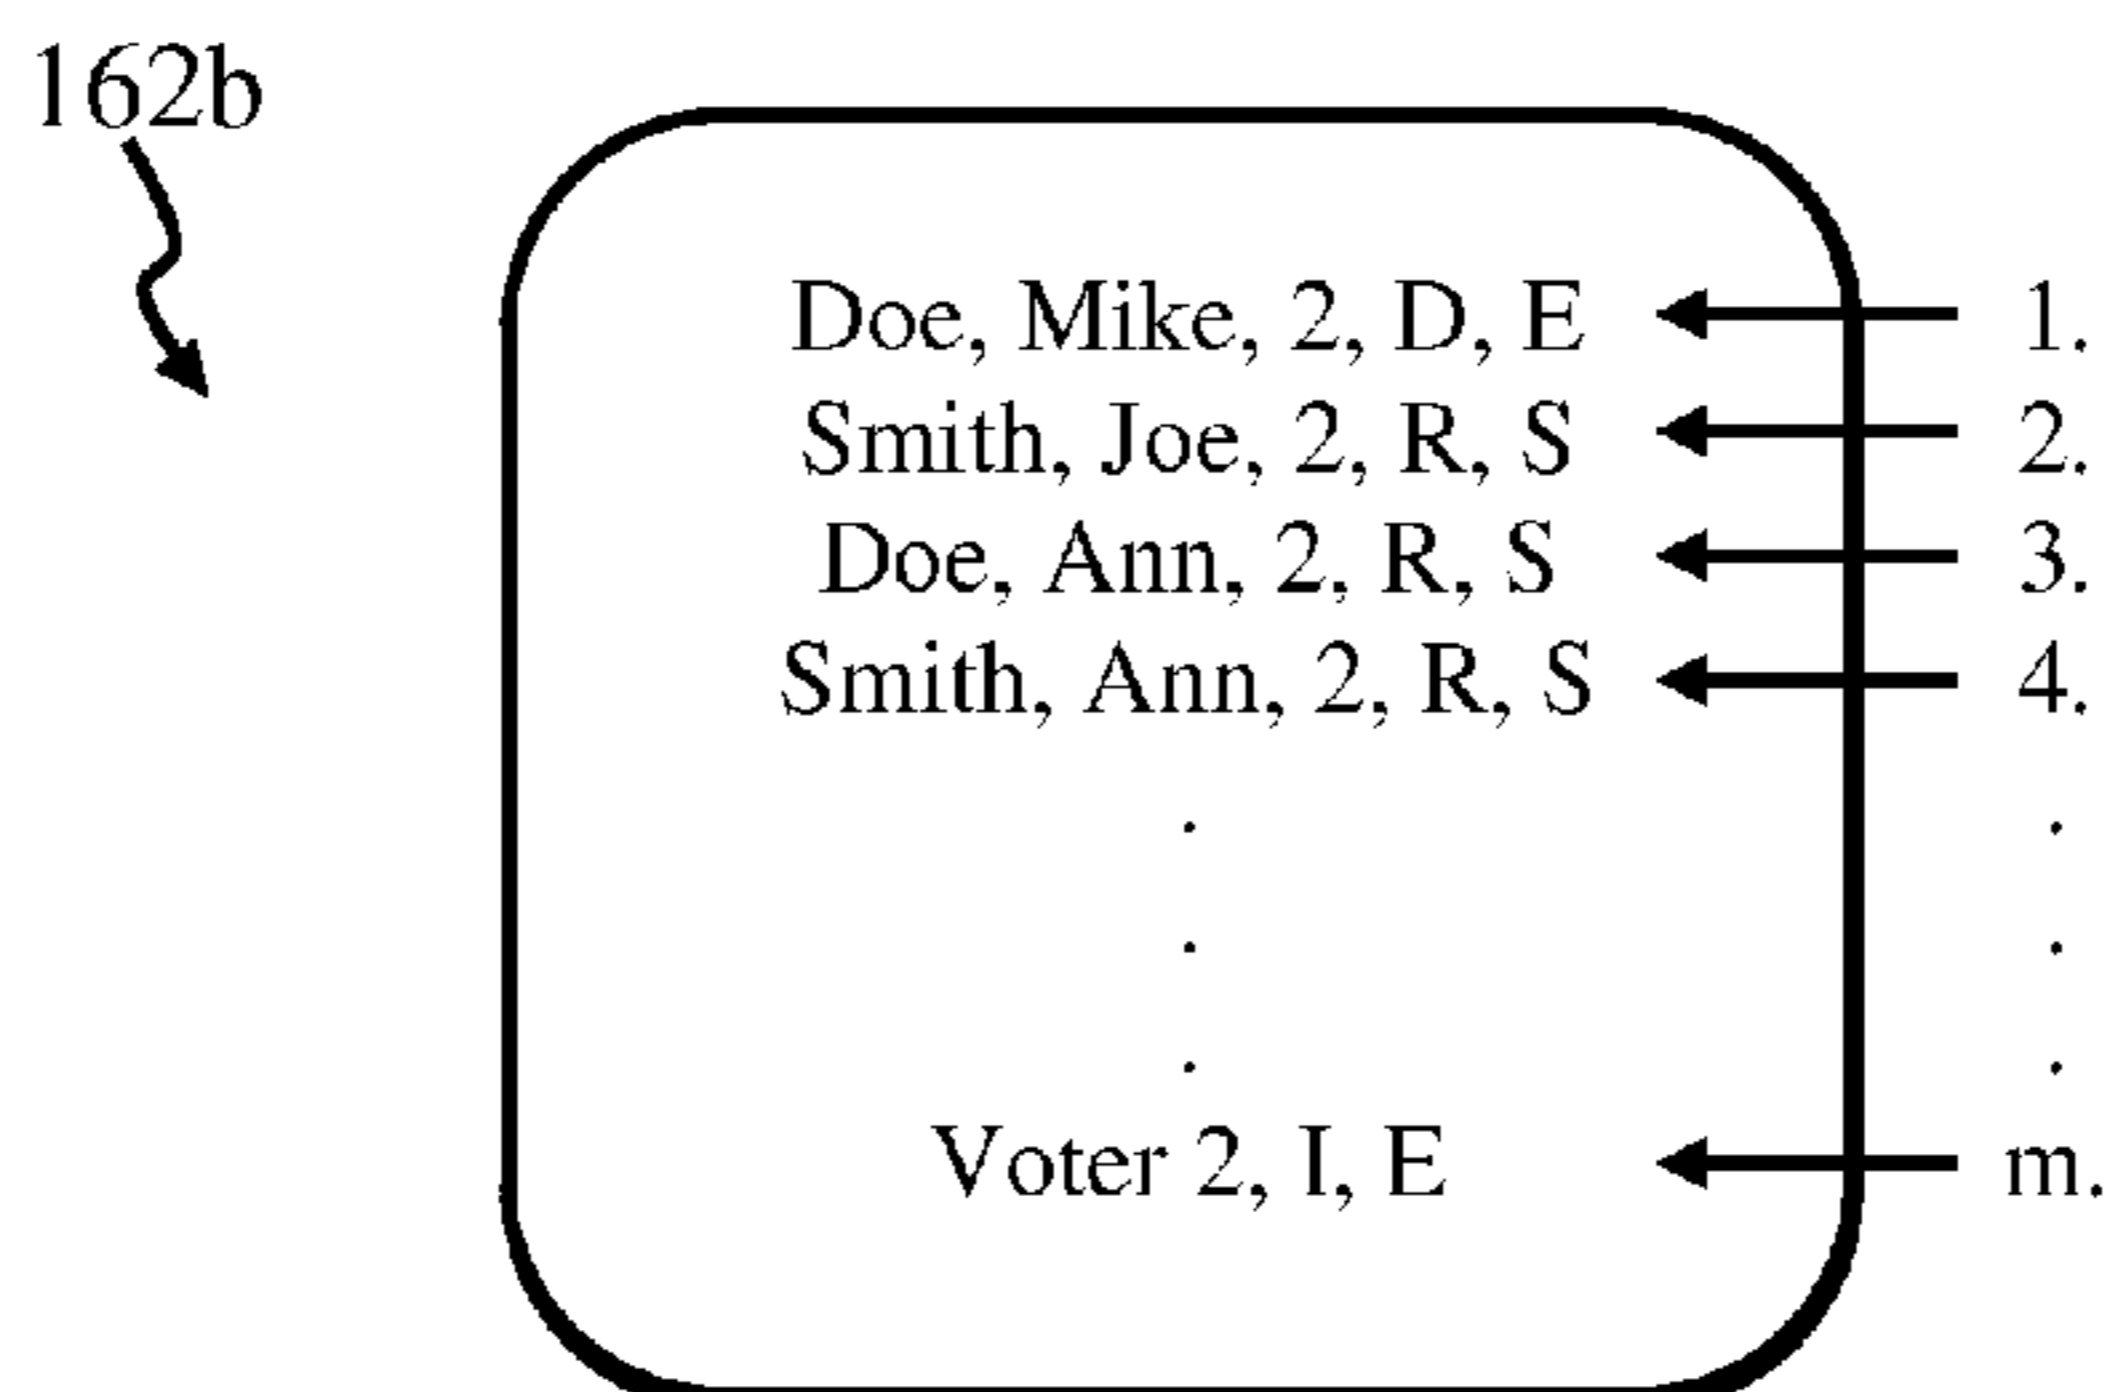 162b
Doe, Mike, 2, D, E 1.
Smith, Joe, 2, R, S 2.
Doe, Ann, 2, R, S 3.
Smith, Ann, 2, R, S 4.
. .
. .
. .
Voter 2, I, E m.